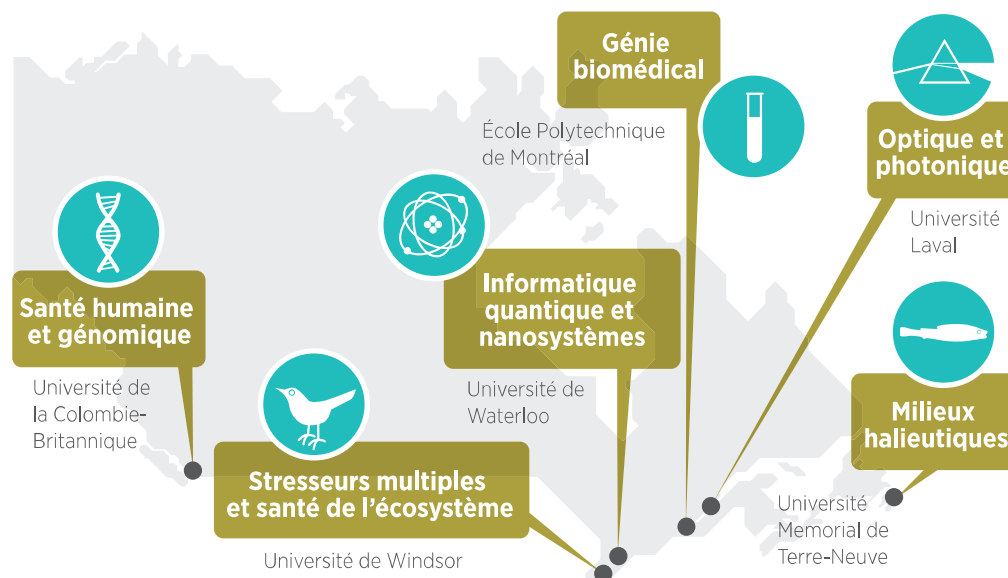 Génie
biomédical
École Polytechnique
de Montréal
Optique et
photonique
Université
Laval
Santé humaine
et génomique
Université de
la Colombie-
Britannique
Informatique
quantique et
nanosystèmes
Université de
Waterloo
Milieux
halieutiques
Université
Memorial de
Terre-Neuve
Stresseurs multiples
et santé de l’écosystème
Université de Windsor